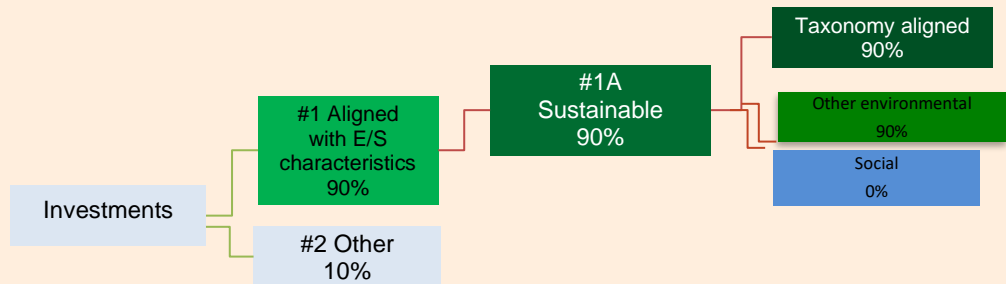 Investments
#1 Aligned
with E/S
characteristics
90%
#2 Other
10%
#1A
Sustainable
90%
Taxonomy aligned
90%
Other environmental
90%
Social
0%